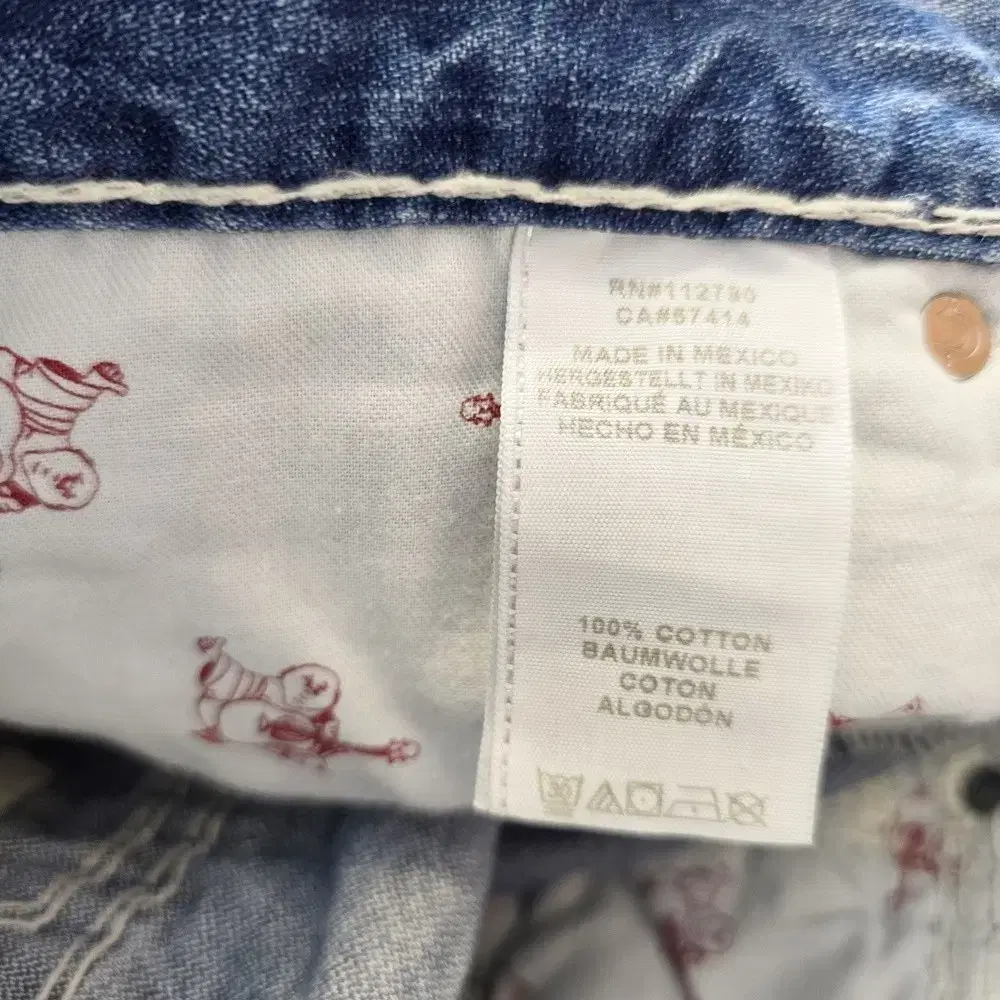 RN#112790
CA#57414
MADE IN MEXICO
HERGESTELLT IN MEXIKO
FABRIQUÉ AU MEXIQUE
HECHO EN MÉXICO
100% COTTON
BAUMWOLLE
COTON
ALGODÓN
30